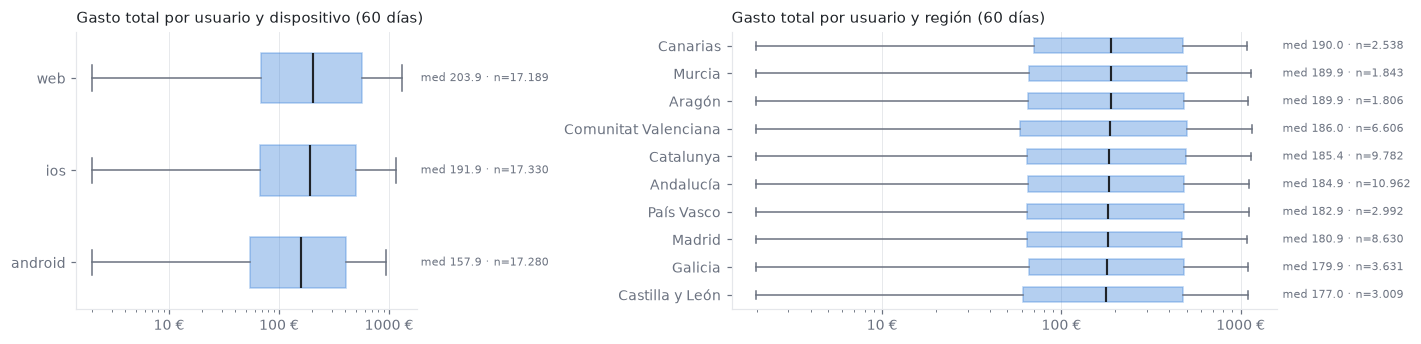 Gasto total por usuario y dispositivo (60 días)
web
med 203.9 · n=17.189
ios
med 191.9 · n=17.330
android
med 157.9 · n=17.280
10 €
100 €
1000 €
Gasto total por usuario y región (60 días)
Canarias
med 190.0 · n=2.538
Murcia
med 189.9 · n=1.843
Aragón
med 189.9 · n=1.806
Comunitat Valenciana
med 186.0 · n=6.606
Catalunya
med 185.4 · n=9.782
Andalucía
med 184.9 · n=10.962
País Vasco
med 182.9 · n=2.992
Madrid
med 180.9 · n=8.630
Galicia
med 179.9 · n=3.631
Castilla y León
med 177.0 · n=3.009
10 €
100 €
1000 €